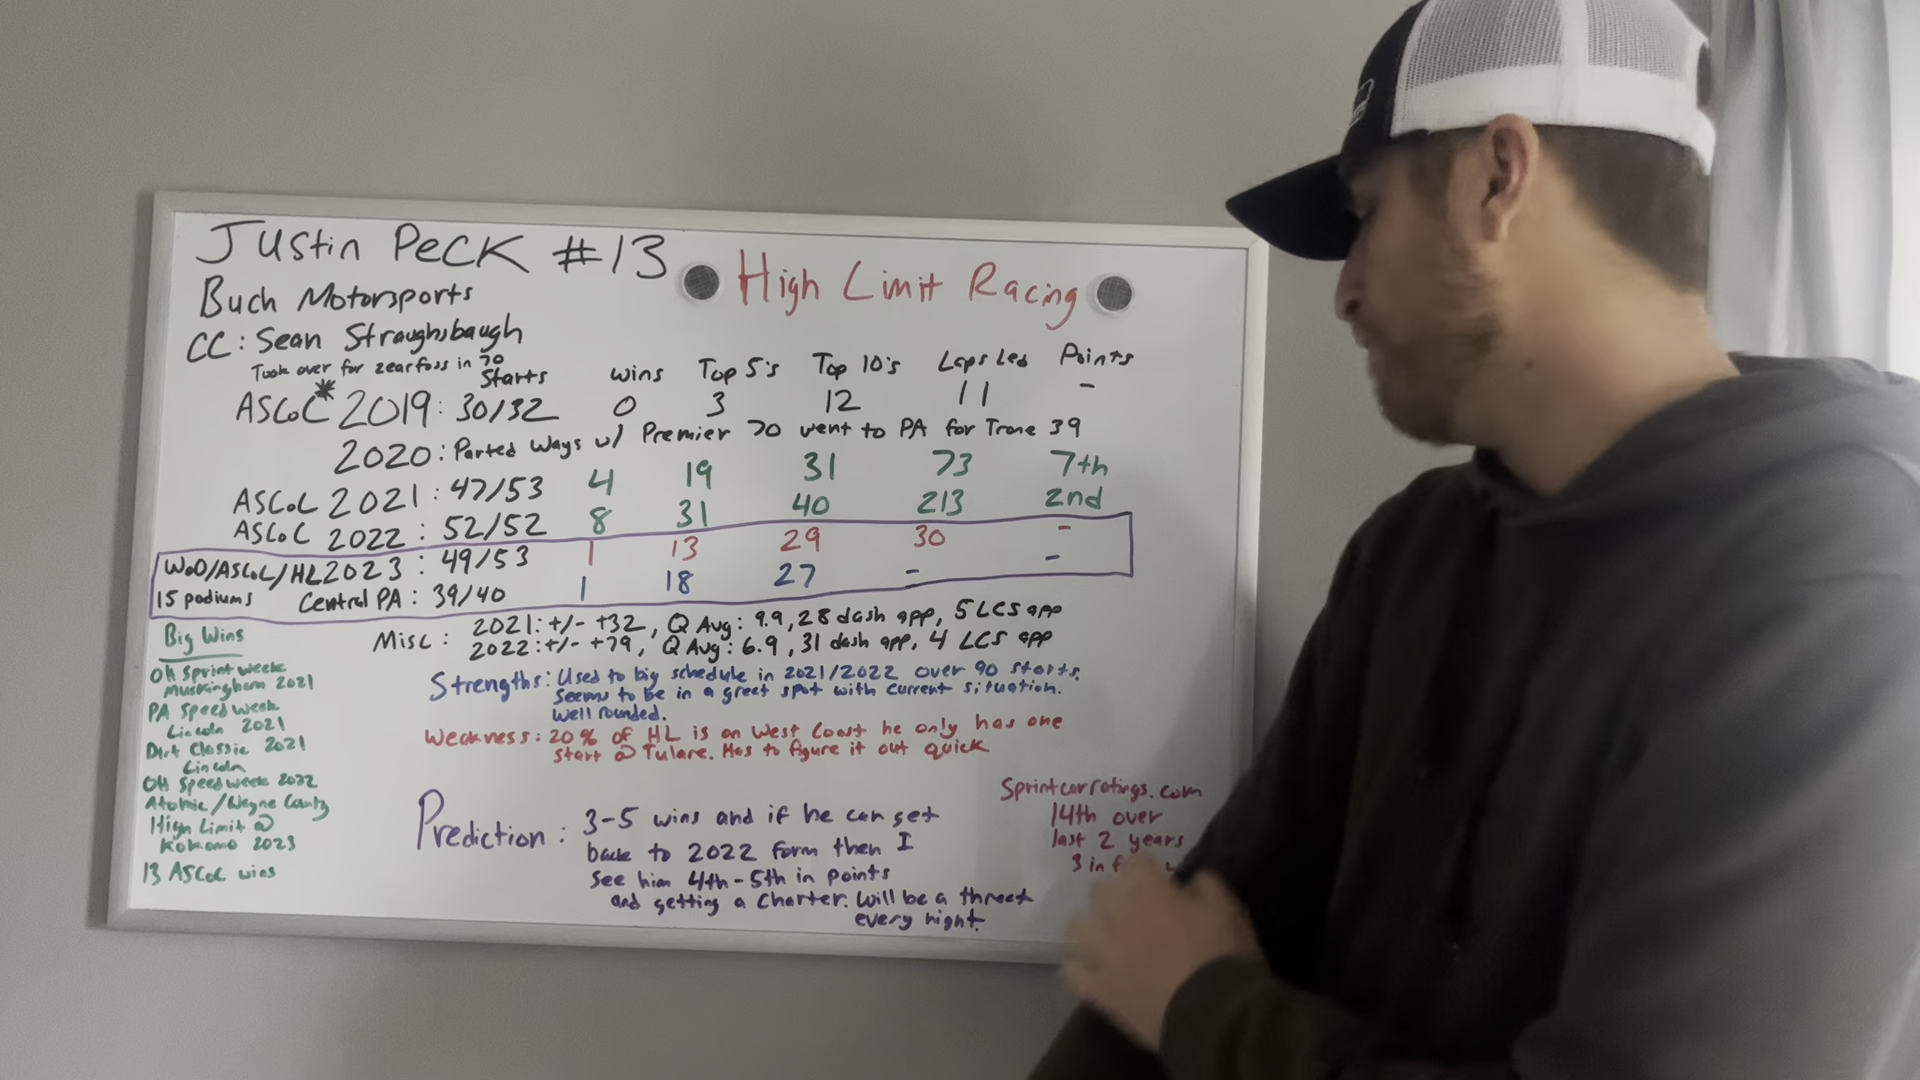 Justin Peck #13
High Limit Racing
Buch Motorsports
CC: Sean Straughsbaugh
Took over for zearfoss in 70
Starts wins Top 5's Top 10's Laps Led Points
ASCoC * 2019: 30/32 0 3 12 11 -
2020: Parted Ways w/ Premier 70 went to PA for Trone 39
ASCoC 2021: 47/53 4 19 31 73 7th
ASCoC 2022: 52/52 8 31 40 213 2nd
WoO/ASCoC/HL 2023: 49/53 1 13 29 30 -
15 podiums Central PA: 39/40 1 18 27 - -
Misc: 2021: +/- +32, Q Avg: 9.9, 28 dash app, 5 LCS app
2022: +/- +79, Q Avg: 6.9, 31 dash app, 4 LCS app
Big Wins
OH Sprint week
Muskingham 2021
PA Speed week
Lincoln 2021
Dirt Classic 2021
Lincoln
OH Speedweek 2022
Atomic/Wayne County
High Limit @
Kokomo 2023
13 ASCoC wins
Strengths: Used to big schedule in 2021/2022 over 90 starts.
Seems to be in a great spot with current situation.
Well rounded.
Weakness: 20% of HL is on West Coast he only has one
start @ Tulare. Has to figure it out quick
Prediction: 3-5 wins and if he can get
back to 2022 form then I
see him 4th-5th in points
and getting a Charter. Will be a threat
every night.
Sprintcarratings.com
14th over
last 2 years
3 in